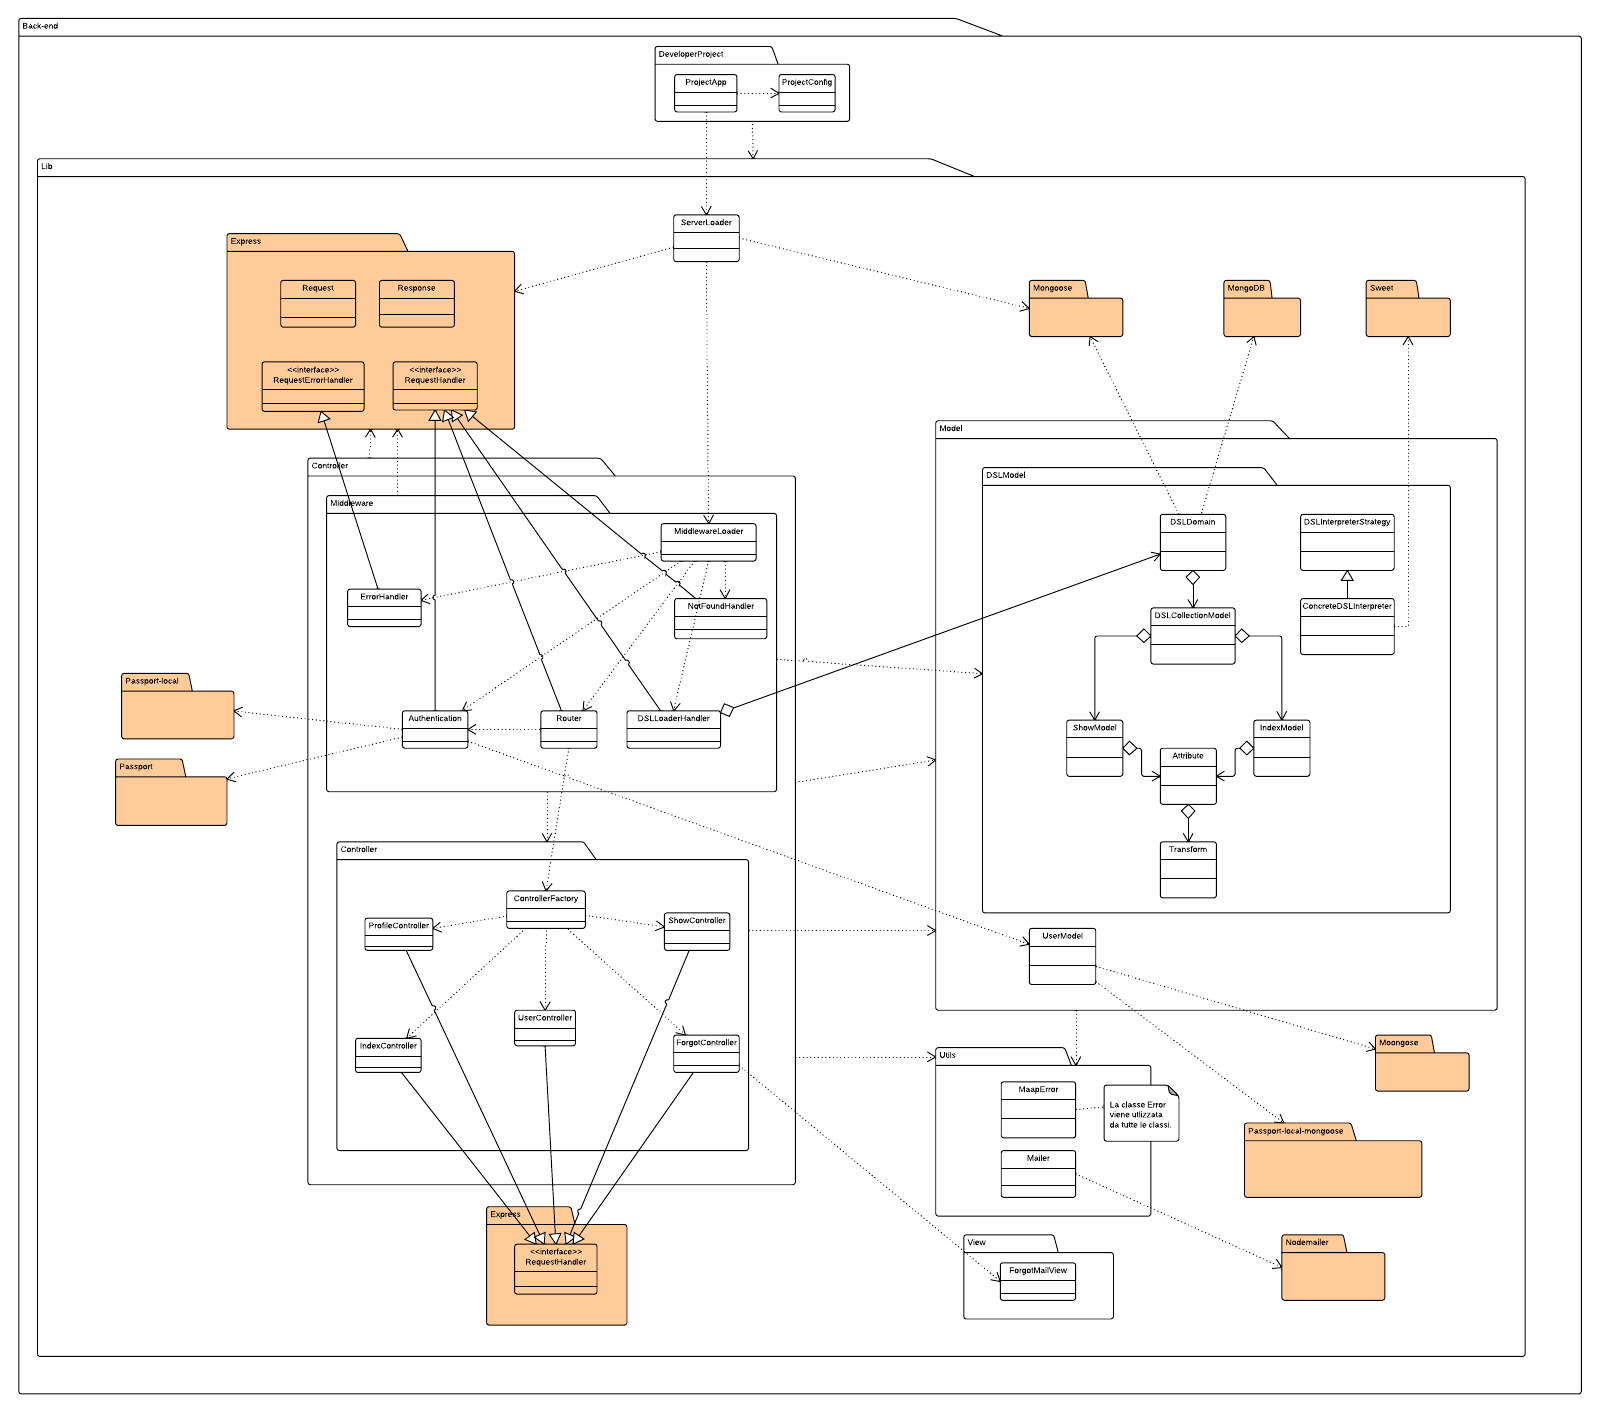 Back-end
DeveloperProject
ProjectApp
ProjectConfig
Lib
ServerLoader
Express
Request
Response
<<interface>>
RequestErrorHandler
<<interface>>
RequestHandler
Mongoose
MongoDB
Sweet
Model
DSLModel
DSLDomain
DSLInterpreterStrategy
DSLCollectionModel
ConcreteDSLInterpreter
ShowModel
IndexModel
Attribute
Transform
UserModel
Controller
Middleware
MiddlewareLoader
ErrorHandler
NotFoundHandler
Authentication
Router
DSLLoaderHandler
Passport-local
Passport
Controller
ControllerFactory
ProfileController
ShowController
IndexController
UserController
ForgotController
Utils
MaapError
La classe Error
viene utlizzata
da tutte le classi.
Mailer
Moongose
Passport-local-mongoose
Nodemailer
View
ForgotMailView
Express
<<interface>>
RequestHandler